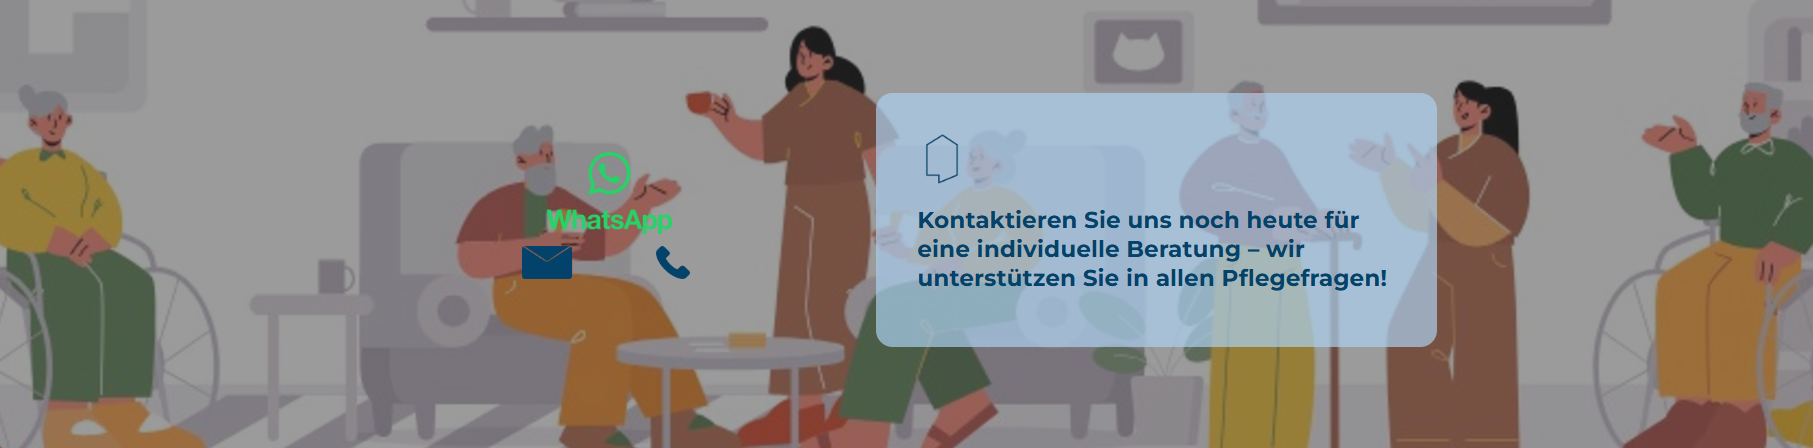 WhatsApp
Kontaktieren Sie uns noch heute für
eine individuelle Beratung – wir
unterstützen Sie in allen Pflegefragen!